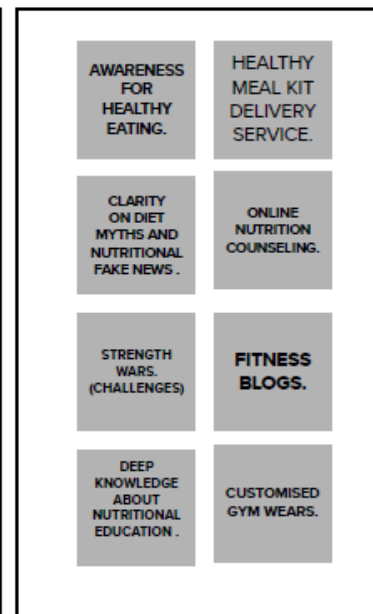 AWARENESS
FOR
HEALTHY
EATING.
HEALTHY
MEAL KIT
DELIVERY
SERVICE.
CLARITY
ON DIET
MYTHS AND
NUTRITIONAL
FAKE NEWS .
ONLINE
NUTRITION
COUNSELING.
STRENGTH
WARS.
(CHALLENGES)
FITNESS
BLOGS.
DEEP
KNOWLEDGE
ABOUT
NUTRITIONAL
EDUCATION .
CUSTOMISED
GYM WEARS.